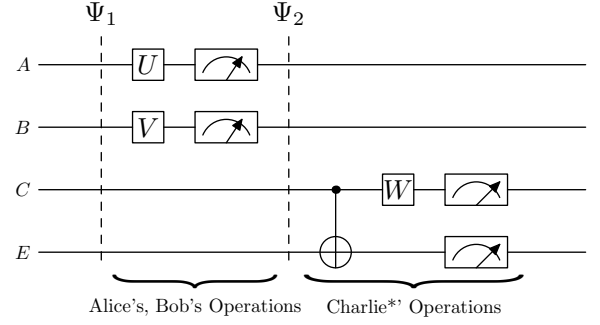 Ψ1 Ψ2
A U
B V
C W
E
Alice's, Bob's Operations Charlie*' Operations